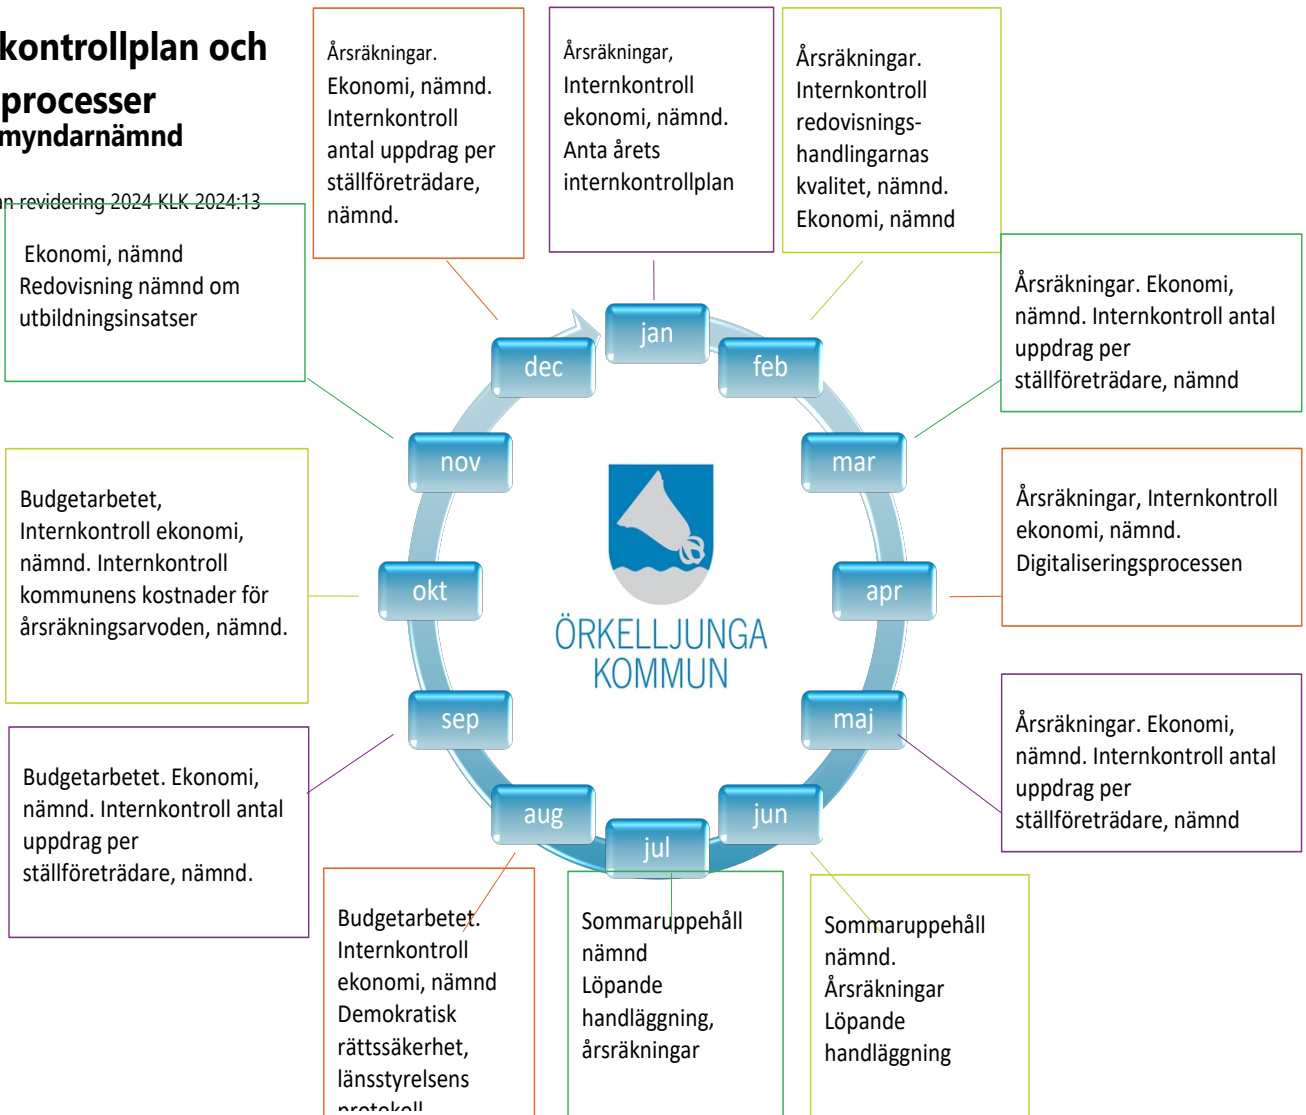 kontrollplan och
processer
myndarnämnd
an revidering 2024 KLK 2024:13
Årsräkningar.
Ekonomi, nämnd.
Internkontroll
antal uppdrag per
ställföreträdare,
nämnd.
Årsräkningar,
Internkontroll
ekonomi, nämnd.
Anta årets
internkontrollplan
Årsräkningar.
Internkontroll
redovisnings-
handlingarnas
kvalitet, nämnd.
Ekonomi, nämnd
Ekonomi, nämnd
Redovisning nämnd om
utbildningsinsatser
Årsräkningar. Ekonomi,
nämnd. Internkontroll antal
uppdrag per
ställföreträdare, nämnd
jan
dec
feb
nov
mar
okt
apr
sep
maj
aug
jun
jul
ÖRKELLJUNGA
KOMMUN
Budgetarbetet,
Internkontroll ekonomi,
nämnd. Internkontroll
kommunens kostnader för
årsräkningsarvoden, nämnd.
Årsräkningar, Internkontroll
ekonomi, nämnd.
Digitaliseringsprocessen
Budgetarbetet. Ekonomi,
nämnd. Internkontroll antal
uppdrag per
ställföreträdare, nämnd.
Årsräkningar. Ekonomi,
nämnd. Internkontroll antal
uppdrag per
ställföreträdare, nämnd
Budgetarbetet.
Internkontroll
ekonomi, nämnd
Demokratisk
rättssäkerhet,
länsstyrelsens
protokoll
Sommaruppehåll
nämnd
Löpande
handläggning,
årsräkningar
Sommaruppehåll
nämnd.
Årsräkningar
Löpande
handläggning